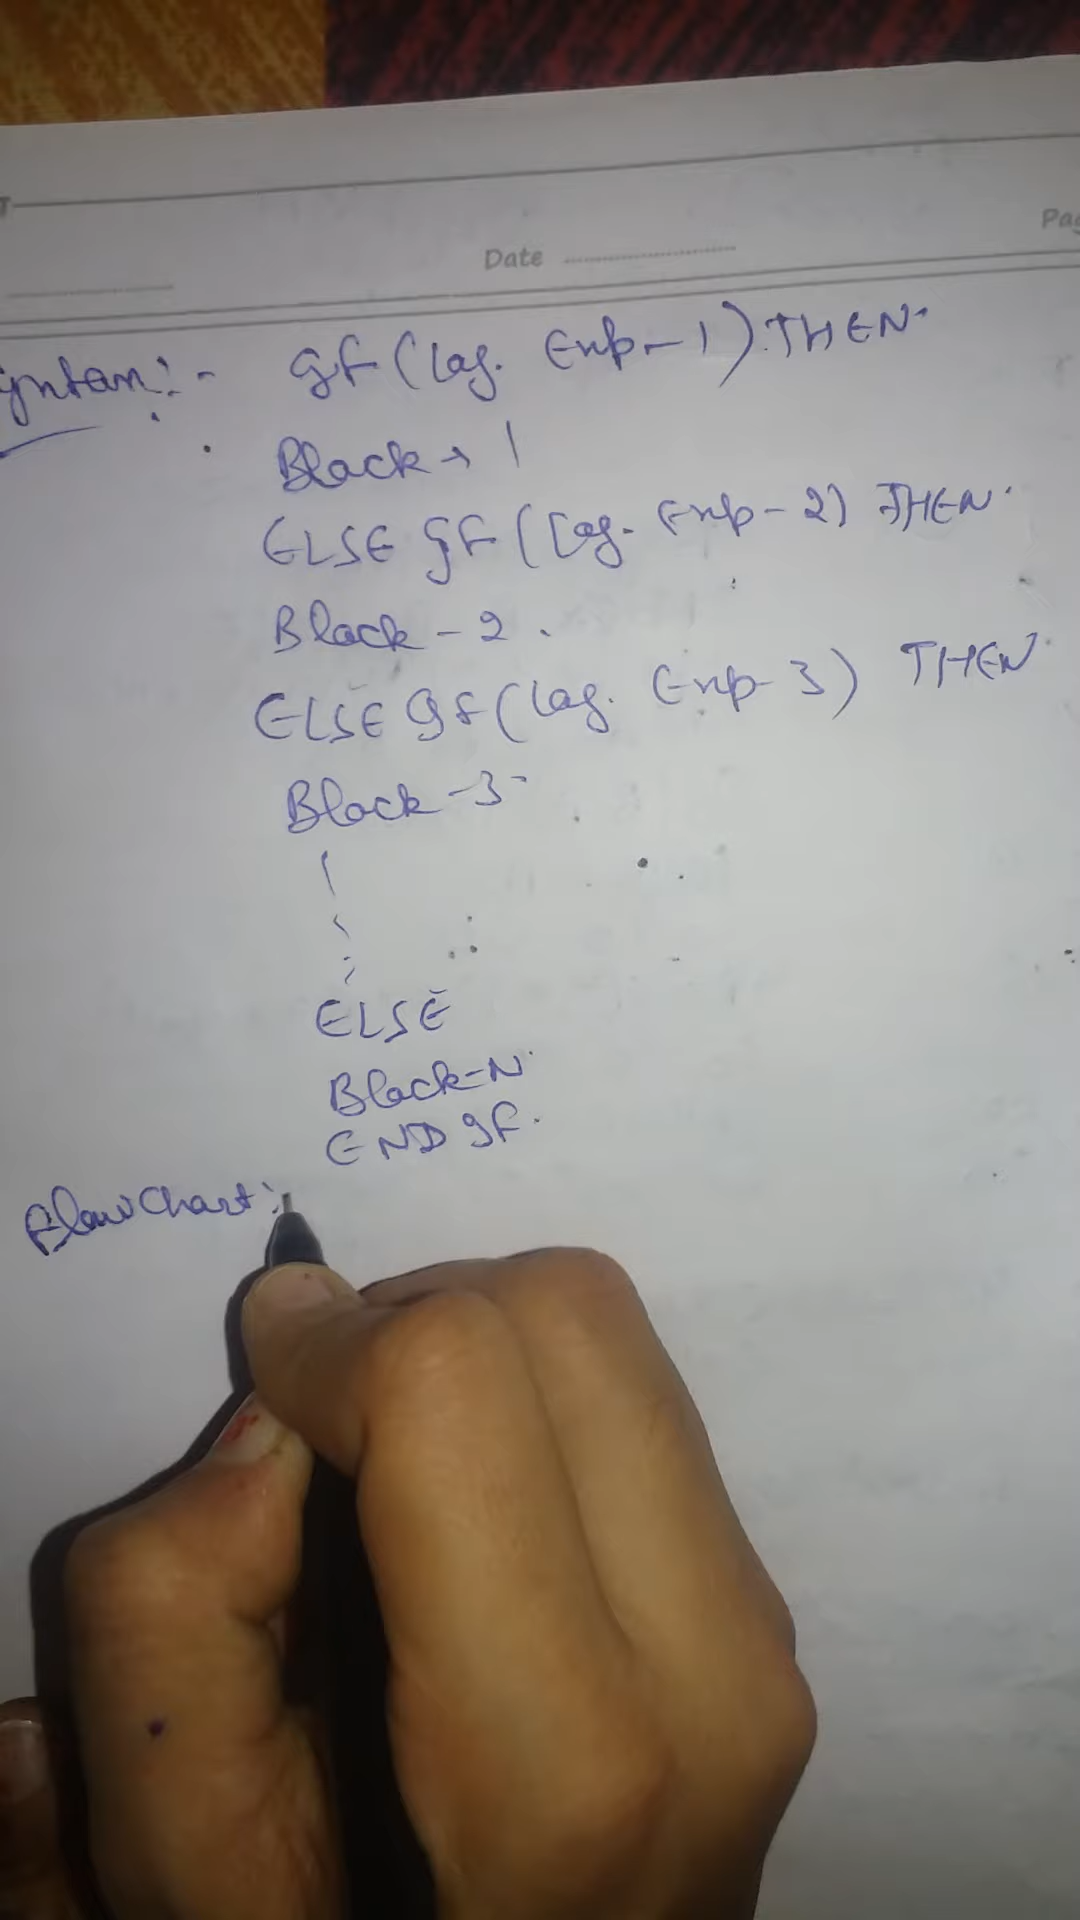 Date ..................
Pag
yntax:- IF (Log. Exp-1) THEN
Block → 1
ELSE IF (Log. Exp-2) THEN
Block - 2.
ELSE IF (Log. Exp-3) THEN
Block -3
ELSE
Block-N
END IF.
FlowChart: